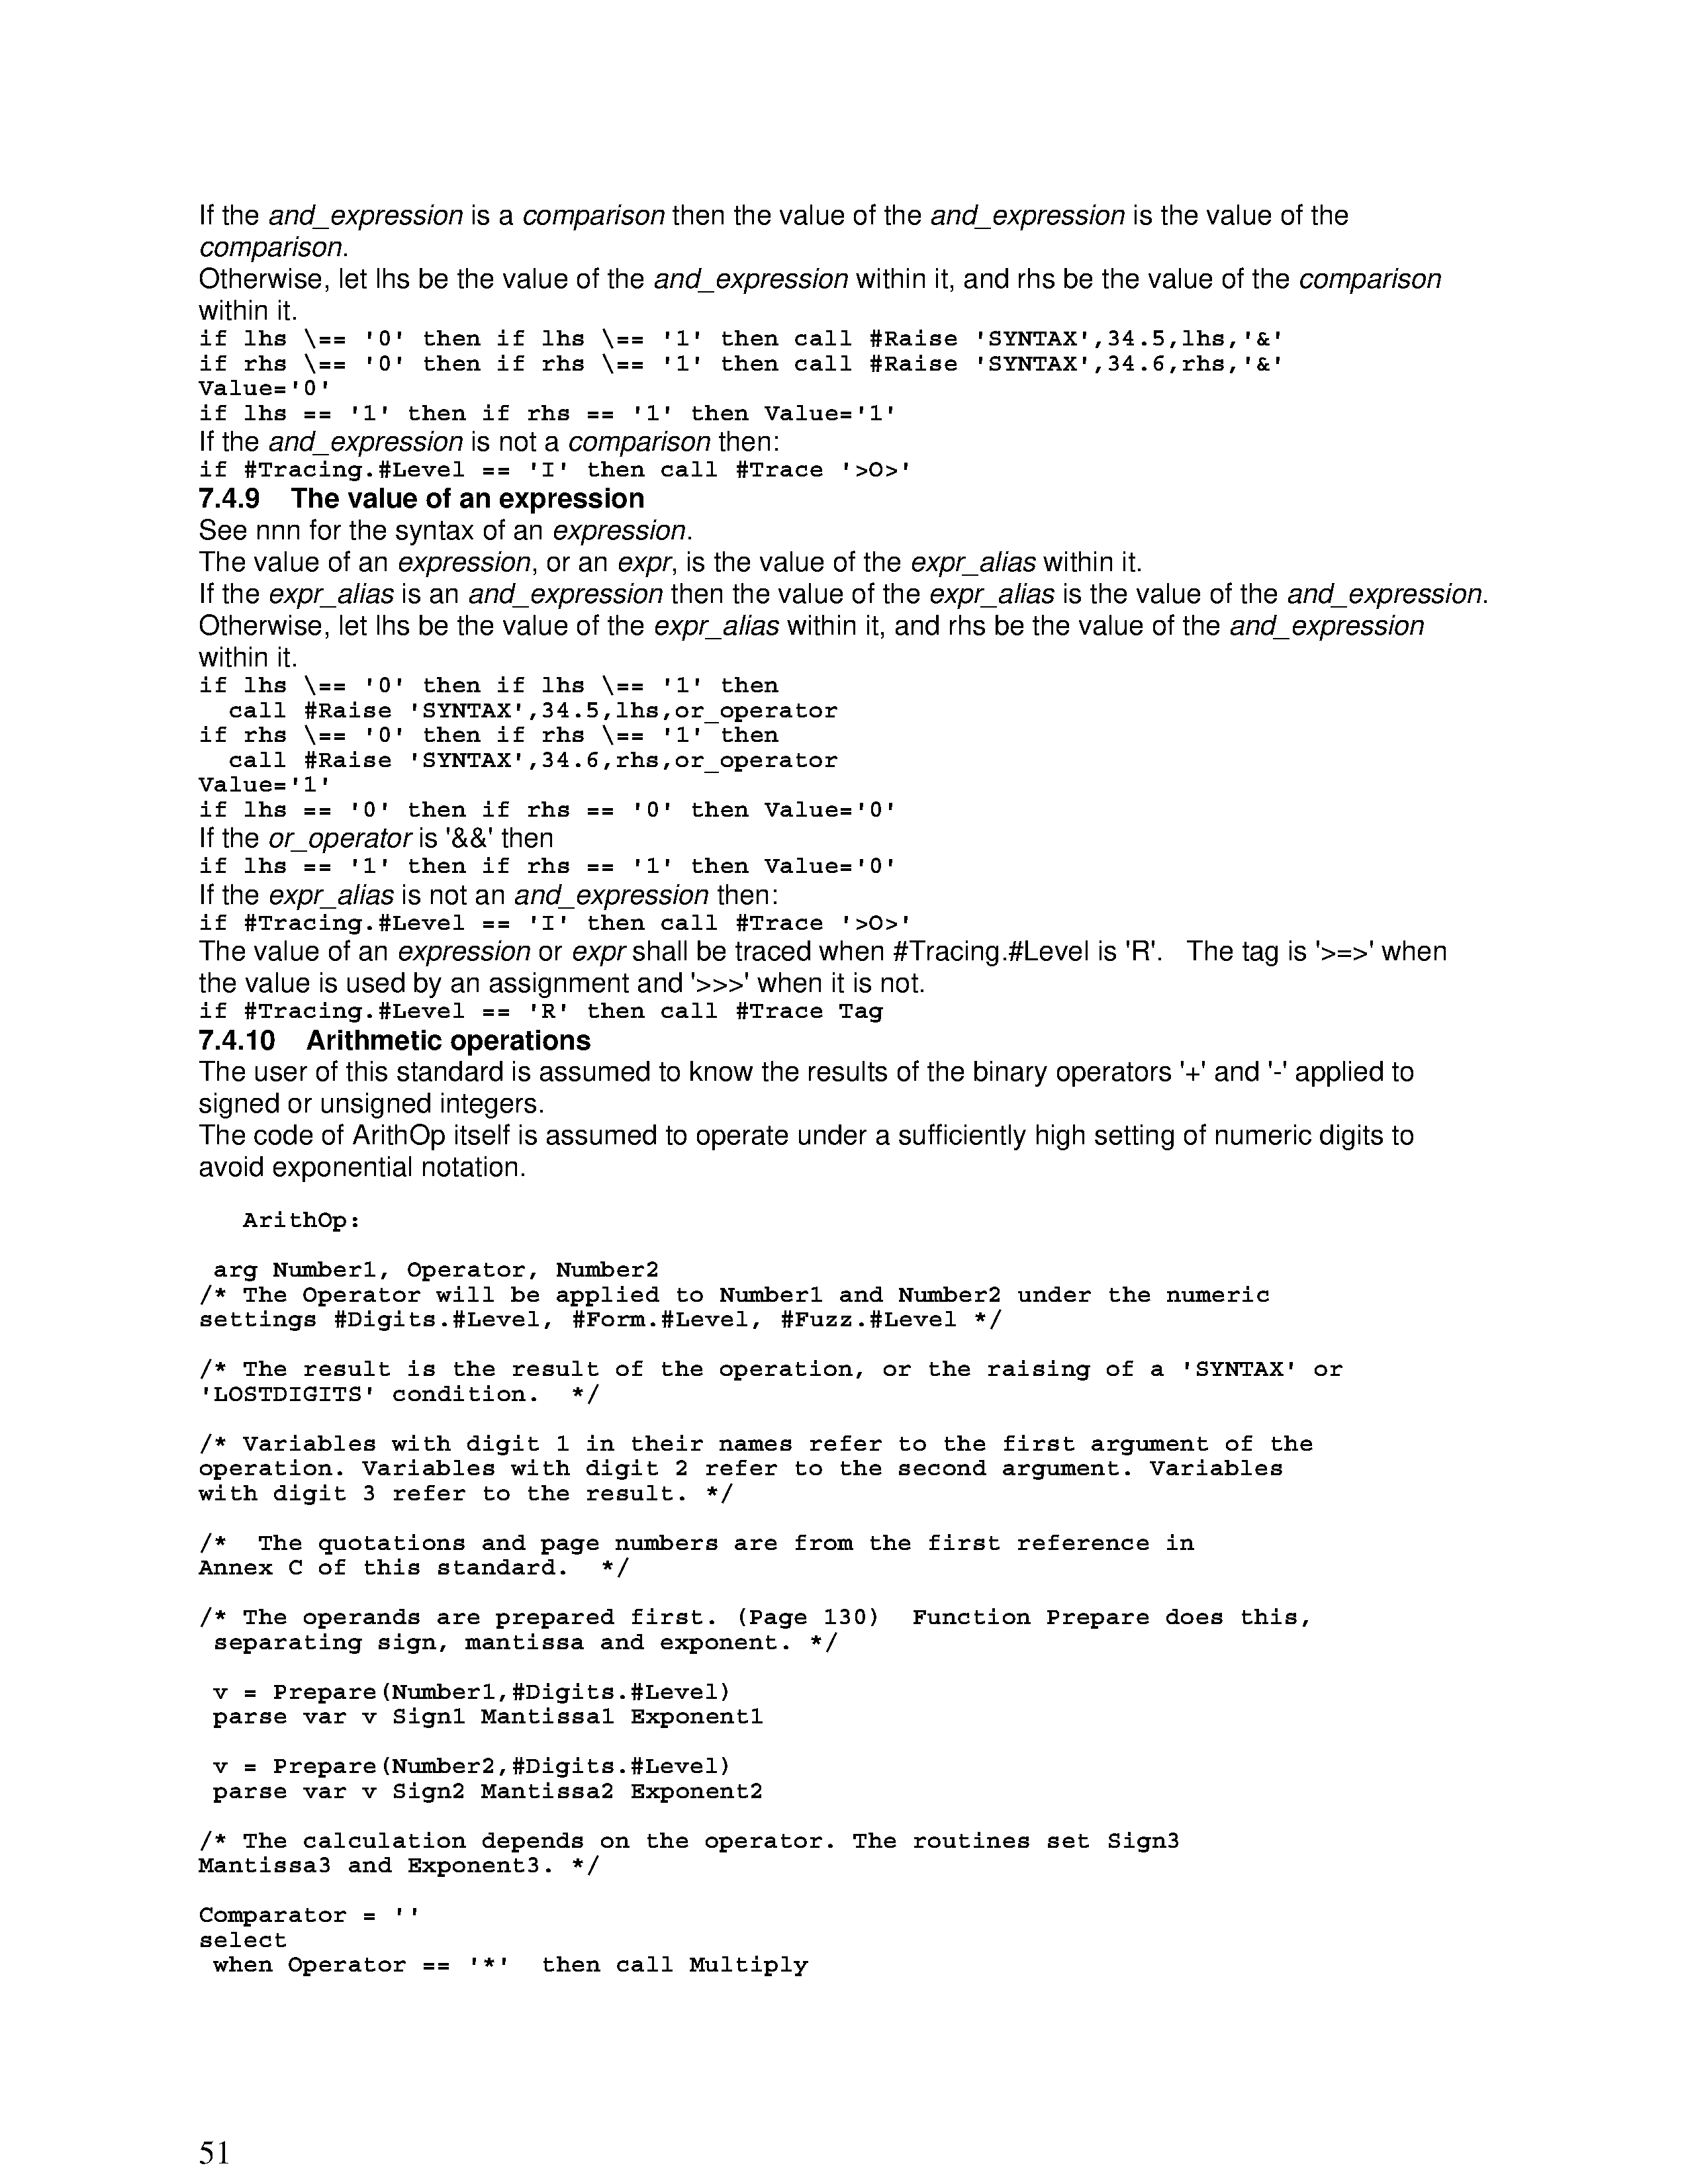 If the and_expression is a comparison then the value of the and_expression is the value of the
comparison.
Otherwise, let lhs be the value of the and_expression within it, and rhs be the value of the comparison
within it.
if lhs \== '0' then if lhs \== '1' then call #Raise 'SYNTAX',34.5,lhs,'&'
if rhs \== '0' then if rhs \== '1' then call #Raise 'SYNTAX',34.6,rhs,'&'
Value='0'
if lhs == '1' then if rhs == '1' then Value='1'
If the and_expression is not a comparison then:
if #Tracing.#Level == 'I' then call #Trace '>O>'
7.4.9 The value of an expression
See nnn for the syntax of an expression.
The value of an expression, or an expr, is the value of the expr_alias within it.
If the expr_alias is an and_expression then the value of the expr_alias is the value of the and_expression.
Otherwise, let lhs be the value of the expr_alias within it, and rhs be the value of the and_expression
within it.
if lhs \== '0' then if lhs \== '1' then
  call #Raise 'SYNTAX',34.5,lhs,or_operator
if rhs \== '0' then if rhs \== '1' then
  call #Raise 'SYNTAX',34.6,rhs,or_operator
Value='1'
if lhs == '0' then if rhs == '0' then Value='0'
If the or_operator is '&&' then
if lhs == '1' then if rhs == '1' then Value='0'
If the expr_alias is not an and_expression then:
if #Tracing.#Level == 'I' then call #Trace '>O>'
The value of an expression or expr shall be traced when #Tracing.#Level is 'R'.  The tag is '>=>' when
the value is used by an assignment and '>>>' when it is not.
if #Tracing.#Level == 'R' then call #Trace Tag
7.4.10 Arithmetic operations
The user of this standard is assumed to know the results of the binary operators '+' and '-' applied to
signed or unsigned integers.
The code of ArithOp itself is assumed to operate under a sufficiently high setting of numeric digits to
avoid exponential notation.
   ArithOp:
 arg Number1, Operator, Number2
/* The Operator will be applied to Number1 and Number2 under the numeric
settings #Digits.#Level, #Form.#Level, #Fuzz.#Level */
/* The result is the result of the operation, or the raising of a 'SYNTAX' or
'LOSTDIGITS' condition.  */
/* Variables with digit 1 in their names refer to the first argument of the
operation. Variables with digit 2 refer to the second argument. Variables
with digit 3 refer to the result. */
/*  The quotations and page numbers are from the first reference in
Annex C of this standard.  */
/* The operands are prepared first. (Page 130)  Function Prepare does this,
 separating sign, mantissa and exponent. */
 v = Prepare(Number1,#Digits.#Level)
 parse var v Sign1 Mantissa1 Exponent1
 v = Prepare(Number2,#Digits.#Level)
 parse var v Sign2 Mantissa2 Exponent2
/* The calculation depends on the operator. The routines set Sign3
Mantissa3 and Exponent3. */
Comparator = ''
select
 when Operator == '*'  then call Multiply
51